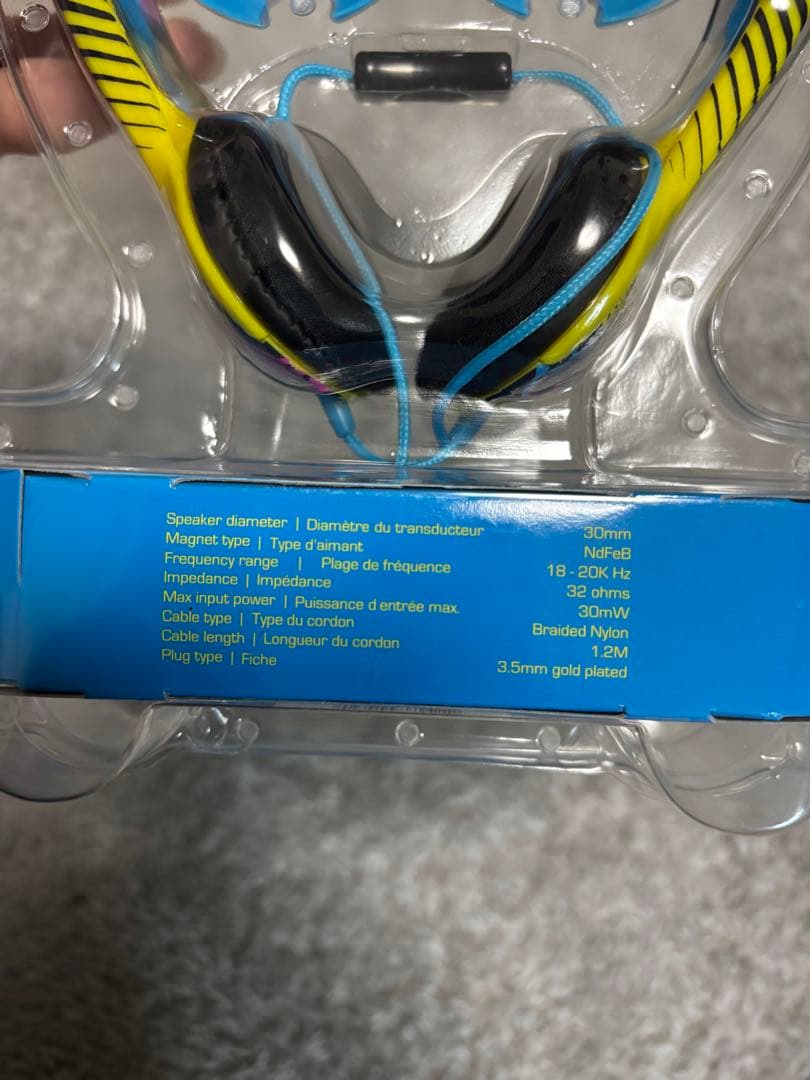 Speaker diameter | Diamètre du transducteur 30mm
Magnet type | Type d'aimant NdFeB
Frequency range | Plage de fréquence 18 - 20K Hz
Impedance | Impédance 32 ohms
Max input power | Puissance d entrée max. 30mW
Cable type | Type du cordon Braided Nylon
Cable length | Longueur du cordon 1.2M
Plug type | Fiche 3.5mm gold plated